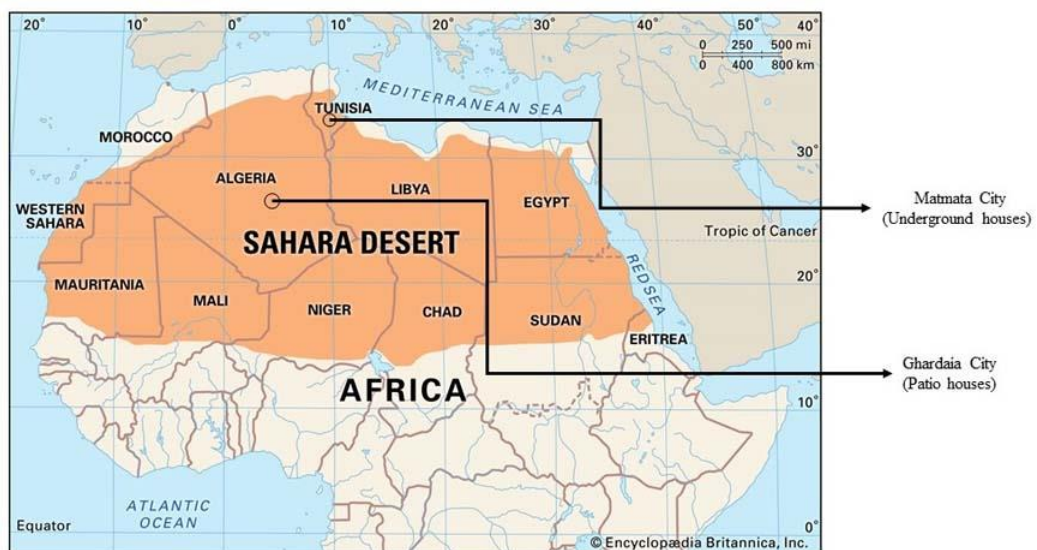 20° 10° 0° 10° 20° 30° 40° 50° 40°
0 250 500 mi
0 400 800 km
MEDITERRANEAN SEA
TUNISIA
MOROCCO
30°
ALGERIA
LIBYA
EGYPT
WESTERN
SAHARA
Matmata City
(Underground houses)
Tropic of Cancer
SAHARA DESERT
RED SEA
20°
MAURITANIA
MALI
NIGER
CHAD
SUDAN
ERITREA
Ghardaia City
(Patio houses)
AFRICA
10°
ATLANTIC
OCEAN
Equator
0°
© Encyclopædia Britannica, Inc.